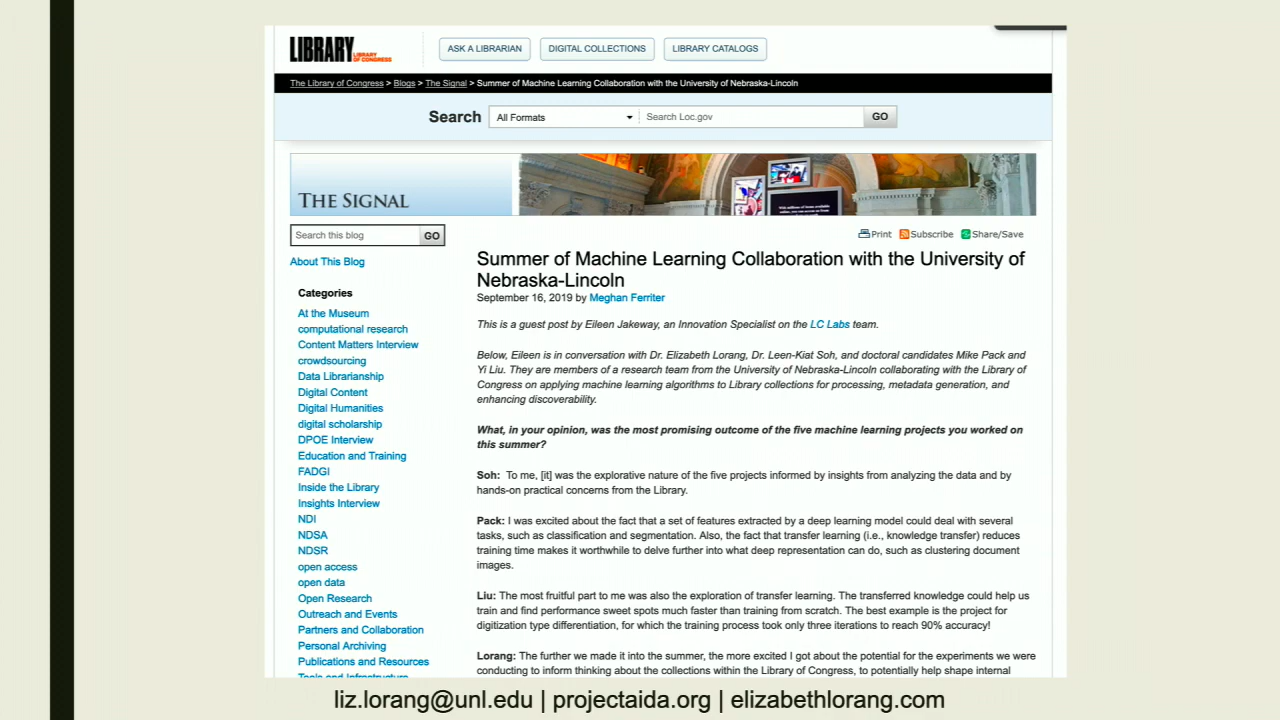 LIBRARY LIBRARY OF CONGRESS
ASK A LIBRARIAN DIGITAL COLLECTIONS LIBRARY CATALOGS
The Library of Congress > Blogs > The Signal > Summer of Machine Learning Collaboration with the University of Nebraska-Lincoln
Search All Formats Search Loc.gov GO
THE SIGNAL
Search this blog GO
Print Subscribe Share/Save
About This Blog
Categories
At the Museum
computational research
Content Matters Interview
crowdsourcing
Data Librarianship
Digital Content
Digital Humanities
digital scholarship
DPOE Interview
Education and Training
FADGI
Inside the Library
Insights Interview
NDI
NDSA
NDSR
open access
open data
Open Research
Outreach and Events
Partners and Collaboration
Personal Archiving
Publications and Resources
Tools and Infrastructure
Summer of Machine Learning Collaboration with the University of
Nebraska-Lincoln
September 16, 2019 by Meghan Ferriter
This is a guest post by Eileen Jakeway, an Innovation Specialist on the LC Labs team.
Below, Eileen is in conversation with Dr. Elizabeth Lorang, Dr. Leen-Kiat Soh, and doctoral candidates Mike Pack and
Yi Liu. They are members of a research team from the University of Nebraska-Lincoln collaborating with the Library of
Congress on applying machine learning algorithms to Library collections for processing, metadata generation, and
enhancing discoverability.
What, in your opinion, was the most promising outcome of the five machine learning projects you worked on
this summer?
Soh: To me, [it] was the explorative nature of the five projects informed by insights from analyzing the data and by
hands-on practical concerns from the Library.
Pack: I was excited about the fact that a set of features extracted by a deep learning model could deal with several
tasks, such as classification and segmentation. Also, the fact that transfer learning (i.e., knowledge transfer) reduces
training time makes it worthwhile to delve further into what deep representation can do, such as clustering document
images.
Liu: The most fruitful part to me was also the exploration of transfer learning. The transferred knowledge could help us
train and find performance sweet spots much faster than training from scratch. The best example is the project for
digitization type differentiation, for which the training process took only three iterations to reach 90% accuracy!
Lorang: The further we made it into the summer, the more excited I got about the potential for the experiments we were
conducting to inform thinking about the collections within the Library of Congress, to potentially help shape internal
liz.lorang@unl.edu | projectaida.org | elizabethlorang.com